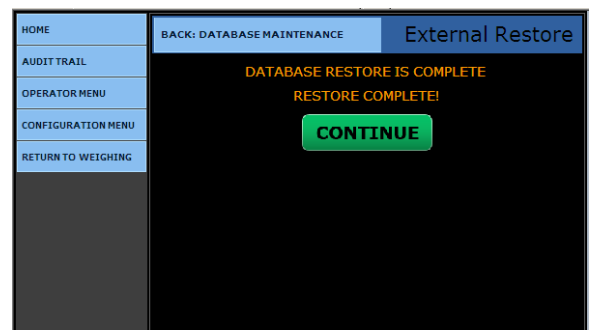 HOME
AUDIT TRAIL
OPERATOR MENU
CONFIGURATION MENU
RETURN TO WEIGHING
BACK: DATABASE MAINTENANCE
External Restore
DATABASE RESTORE IS COMPLETE
RESTORE COMPLETE!
CONTINUE